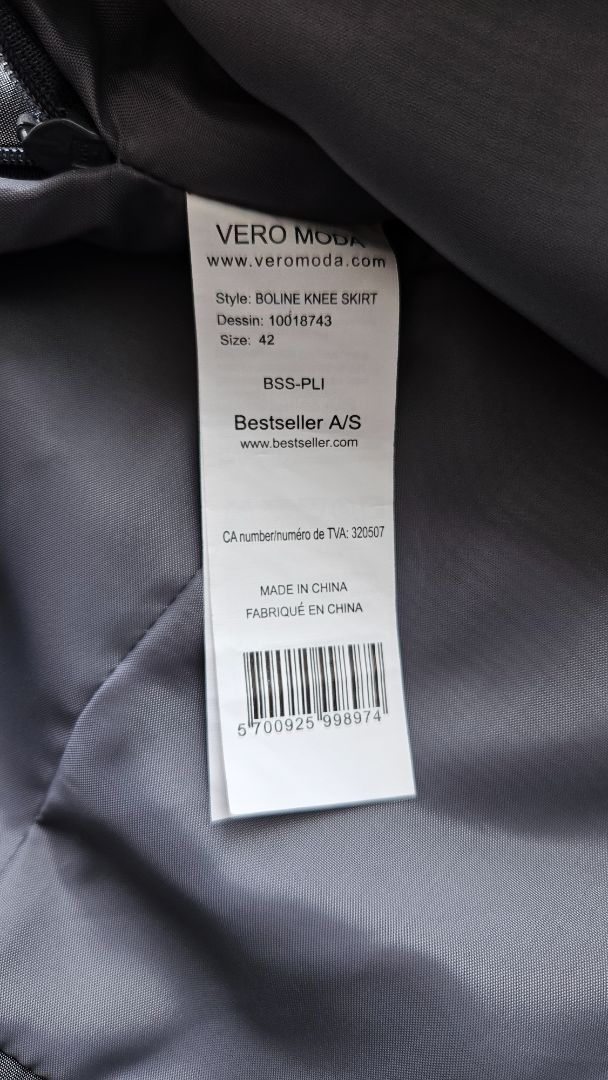 VERO MODA
www.veromoda.com
Style: BOLINE KNEE SKIRT
Dessin: 10018743
Size: 42
BSS-PLI
Bestseller A/S
www.bestseller.com
CA number/numéro de TVA: 320507
MADE IN CHINA
FABRIQUÉ EN CHINA
5 700925 998974